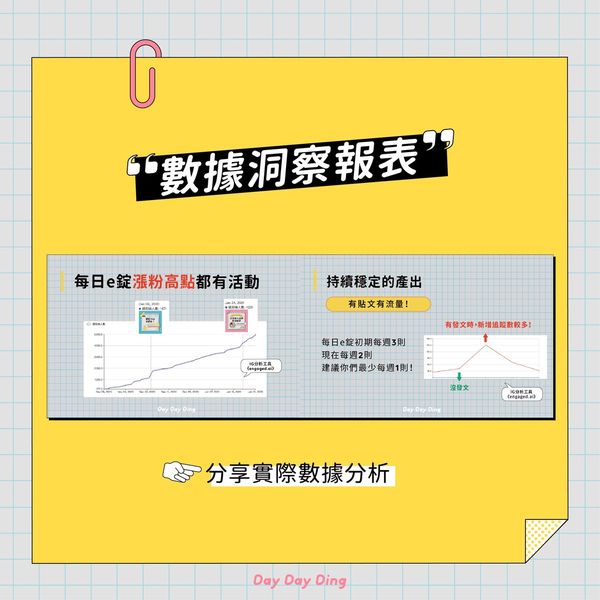 “數據洞察報表”
每日e錠漲粉高點都有活動
IG分析工具
(engaged.ai)
Day Day Ding
持續穩定的產出
有貼文有流量!
每日e錠初期每週3則
現在每週2則
建議你們最少每週1則!
有發文時,新增追蹤數較多!
沒發文
IG分析工具
(engaged.ai)
Day Day Ding
分享實際數據分析
Day Day Ding